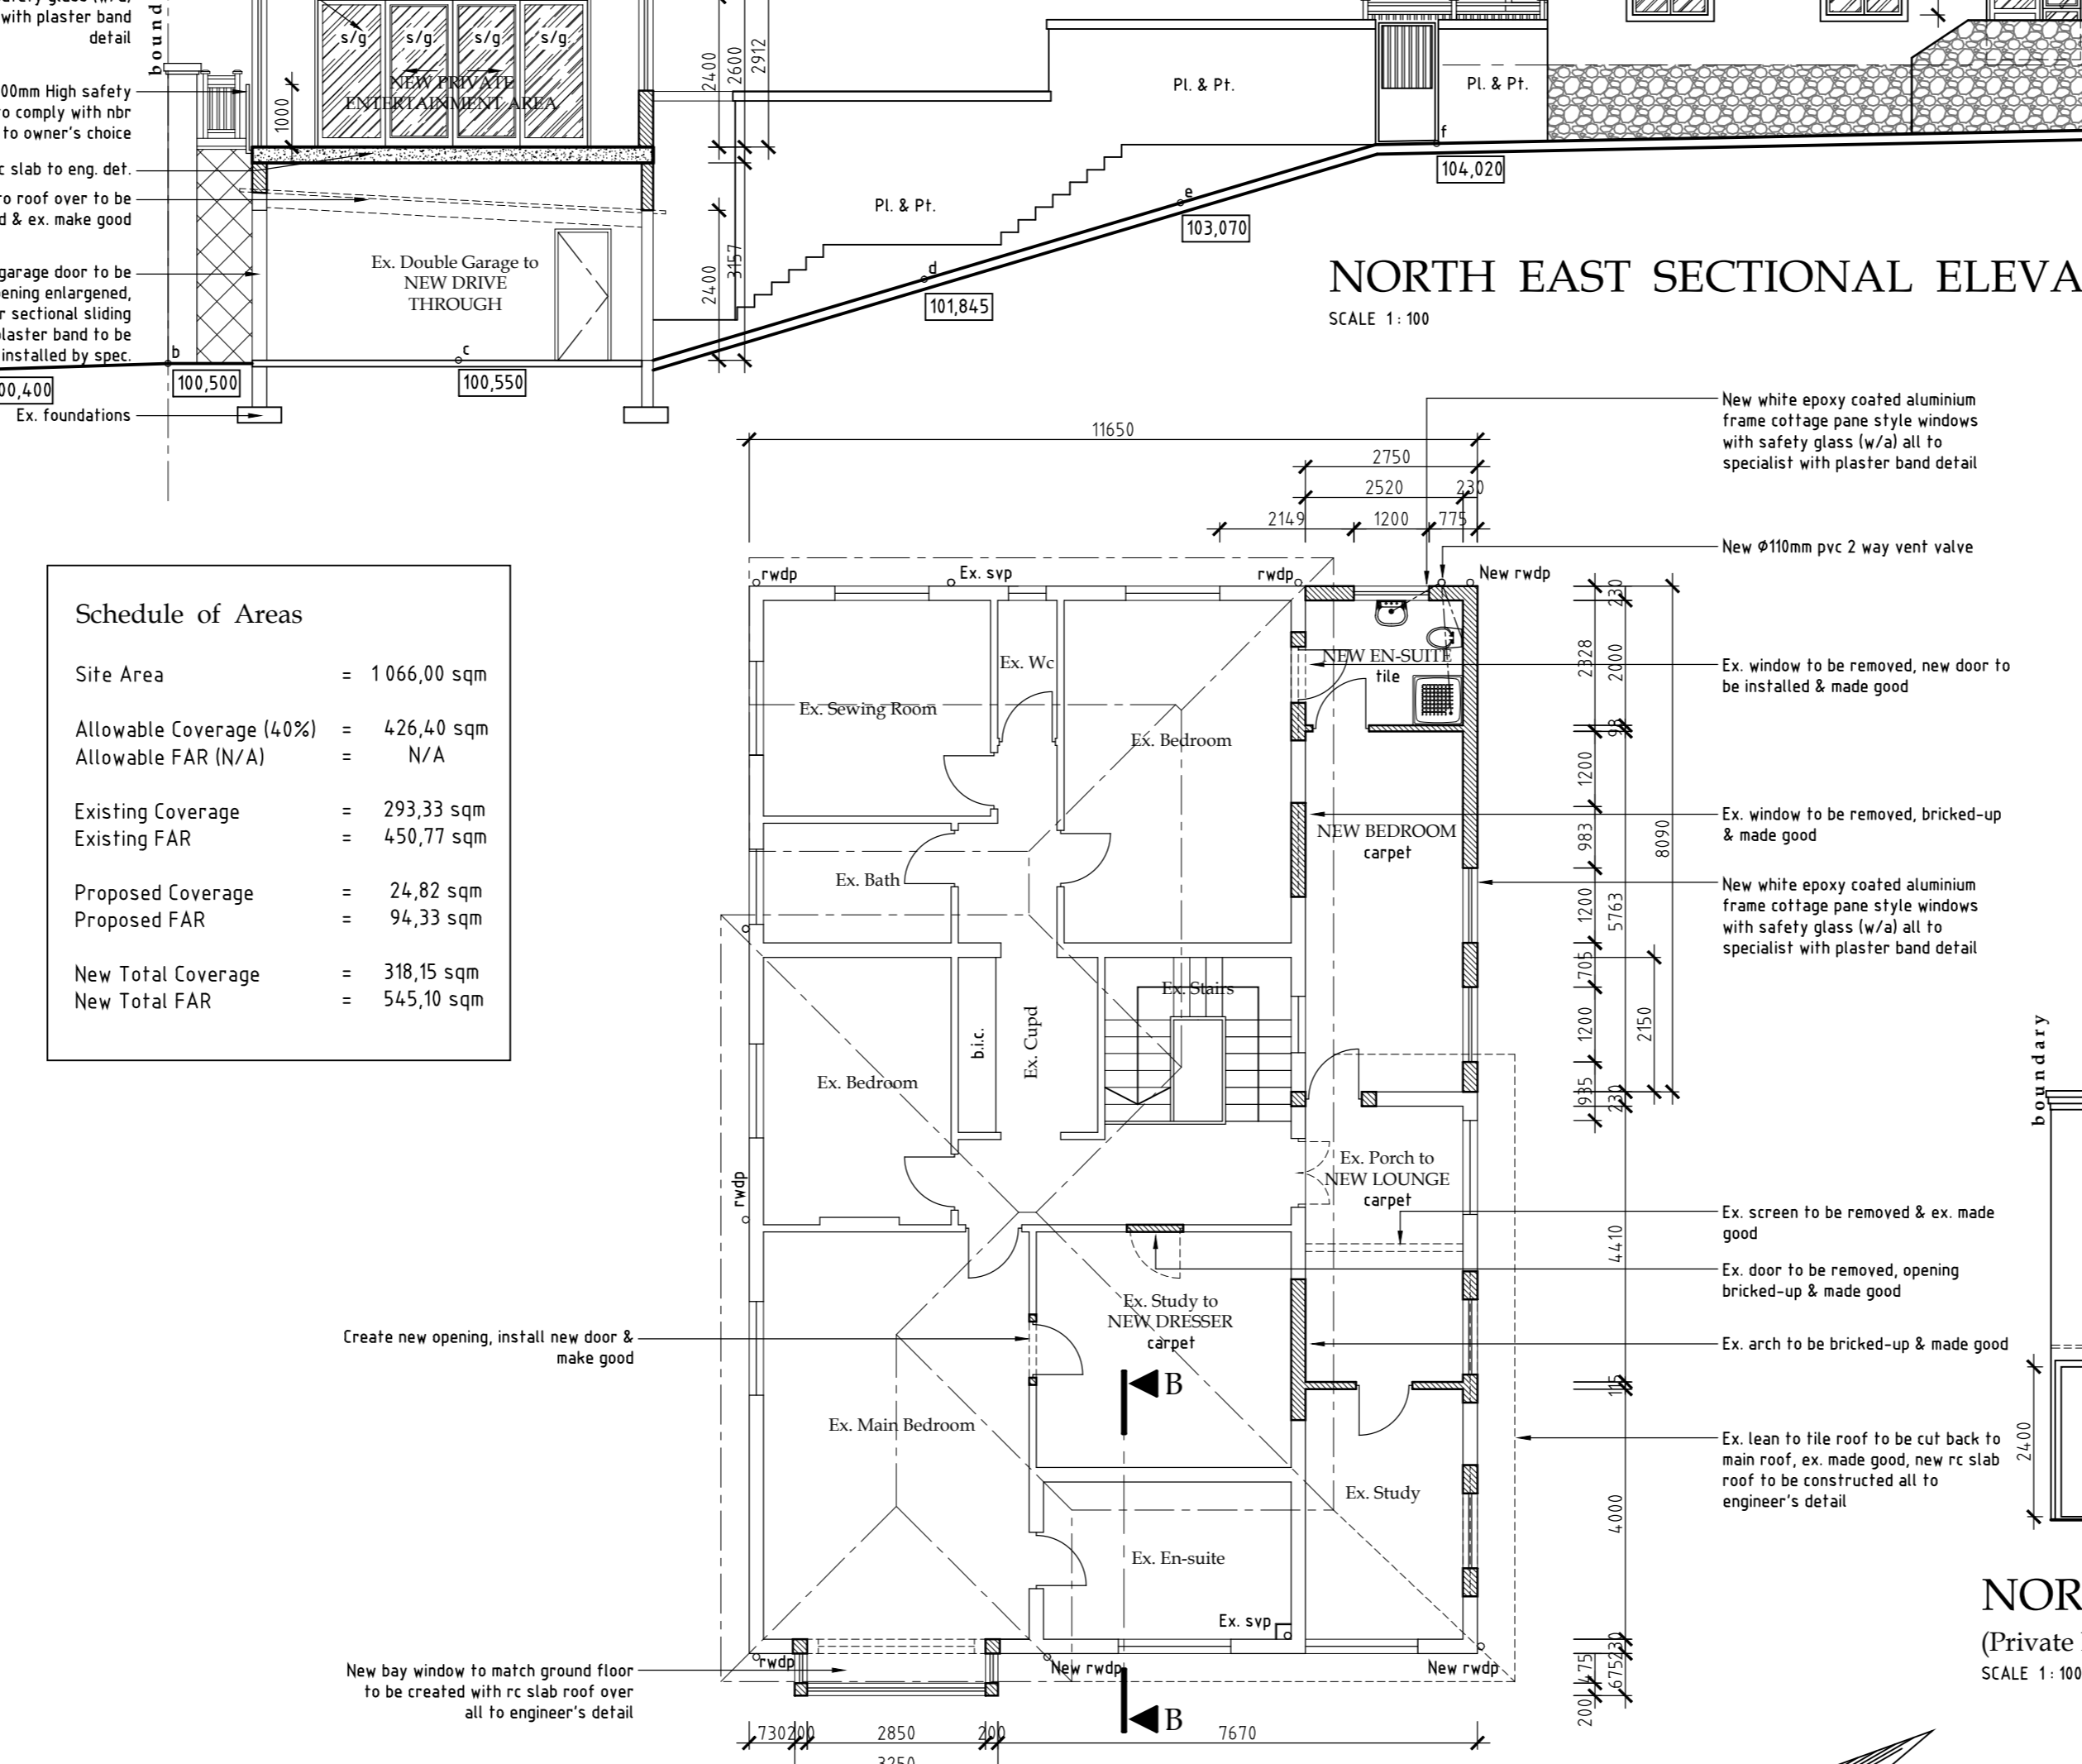 with plaster band
detail
bound
00mm High safety
to comply with nbr
to owner's choice
c slab to eng. det.
to roof over to be
d & ex. make good
garage door to be
ening enlargened,
r sectional sliding
laster band to be
installed by spec.
b
00,400
100,500
Ex. foundations
s/g
s/g
s/g
s/g
NEW PRIVATE
ENTERTAINMENT AREA
1000
Ex. Double Garage to
NEW DRIVE
THROUGH
c
100,550
2400
2600
2912
2400
3157
Pl. & Pt.
Pl. & Pt.
Pl. & Pt.
d
101,845
e
103,070
f
104,020
NORTH EAST SECTIONAL ELEVA
SCALE 1:100
Schedule of Areas
Site Area = 1 066,00 sqm
Allowable Coverage (40%) = 426,40 sqm
Allowable FAR (N/A) = N/A
Existing Coverage = 293,33 sqm
Existing FAR = 450,77 sqm
Proposed Coverage = 24,82 sqm
Proposed FAR = 94,33 sqm
New Total Coverage = 318,15 sqm
New Total FAR = 545,10 sqm
11650
2750
2520
230
2149
1200
775
rwdp
Ex. svp
rwdp
New rwdp
Ex. Wc
Ex. Sewing Room
Ex. Bedroom
NEW EN-SUITE
tile
NEW BEDROOM
carpet
Ex. Bath
Ex. Stairs
b.i.c.
Ex. Cupd
Ex. Bedroom
rwdp
Ex. Porch to
NEW LOUNGE
carpet
Ex. Study to
NEW DRESSER
carpet
B
Ex. Main Bedroom
Ex. Study
Ex. En-suite
Ex. svp
rwdp
New rwdp
New rwdp
B
730
200
2850
200
7670
3250
230
2328
2000
93
1200
983
8090
1200
5763
705
1200
2150
935
230
4410
115
4000
230
475
675
200
New white epoxy coated aluminium
frame cottage pane style windows
with safety glass (w/a) all to
specialist with plaster band detail
New Ø110mm pvc 2 way vent valve
Ex. window to be removed, new door to
be installed & made good
Ex. window to be removed, bricked-up
& made good
New white epoxy coated aluminium
frame cottage pane style windows
with safety glass (w/a) all to
specialist with plaster band detail
Ex. screen to be removed & ex. made
good
Ex. door to be removed, opening
bricked-up & made good
Ex. arch to be bricked-up & made good
Ex. lean to tile roof to be cut back to
main roof, ex. made good, new rc slab
roof to be constructed all to
engineer's detail
Create new opening, install new door &
make good
New bay window to match ground floor
to be created with rc slab roof over
all to engineer's detail
boundary
2400
NOR
(Private
SCALE 1:100